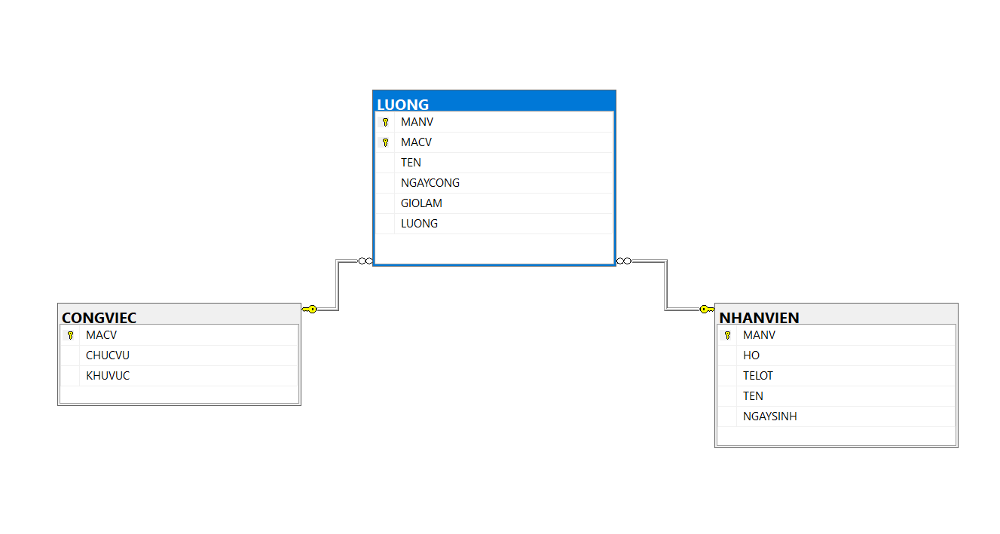 LUONG
MANV
MACV
TEN
NGAYCONG
GIOLAM
LUONG
CONGVIEC
MACV
CHUCVU
KHUVUC
NHANVIEN
MANV
HO
TELOT
TEN
NGAYSINH